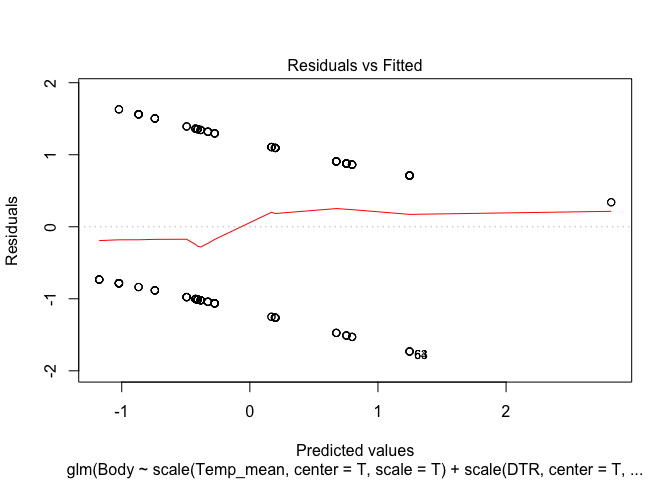 Residuals vs Fitted
Residuals
2
1
0
-1
-2
-1
0
1
2
Predicted values
glm(Body ~ scale(Temp_mean, center = T, scale = T) + scale(DTR, center = T, ...